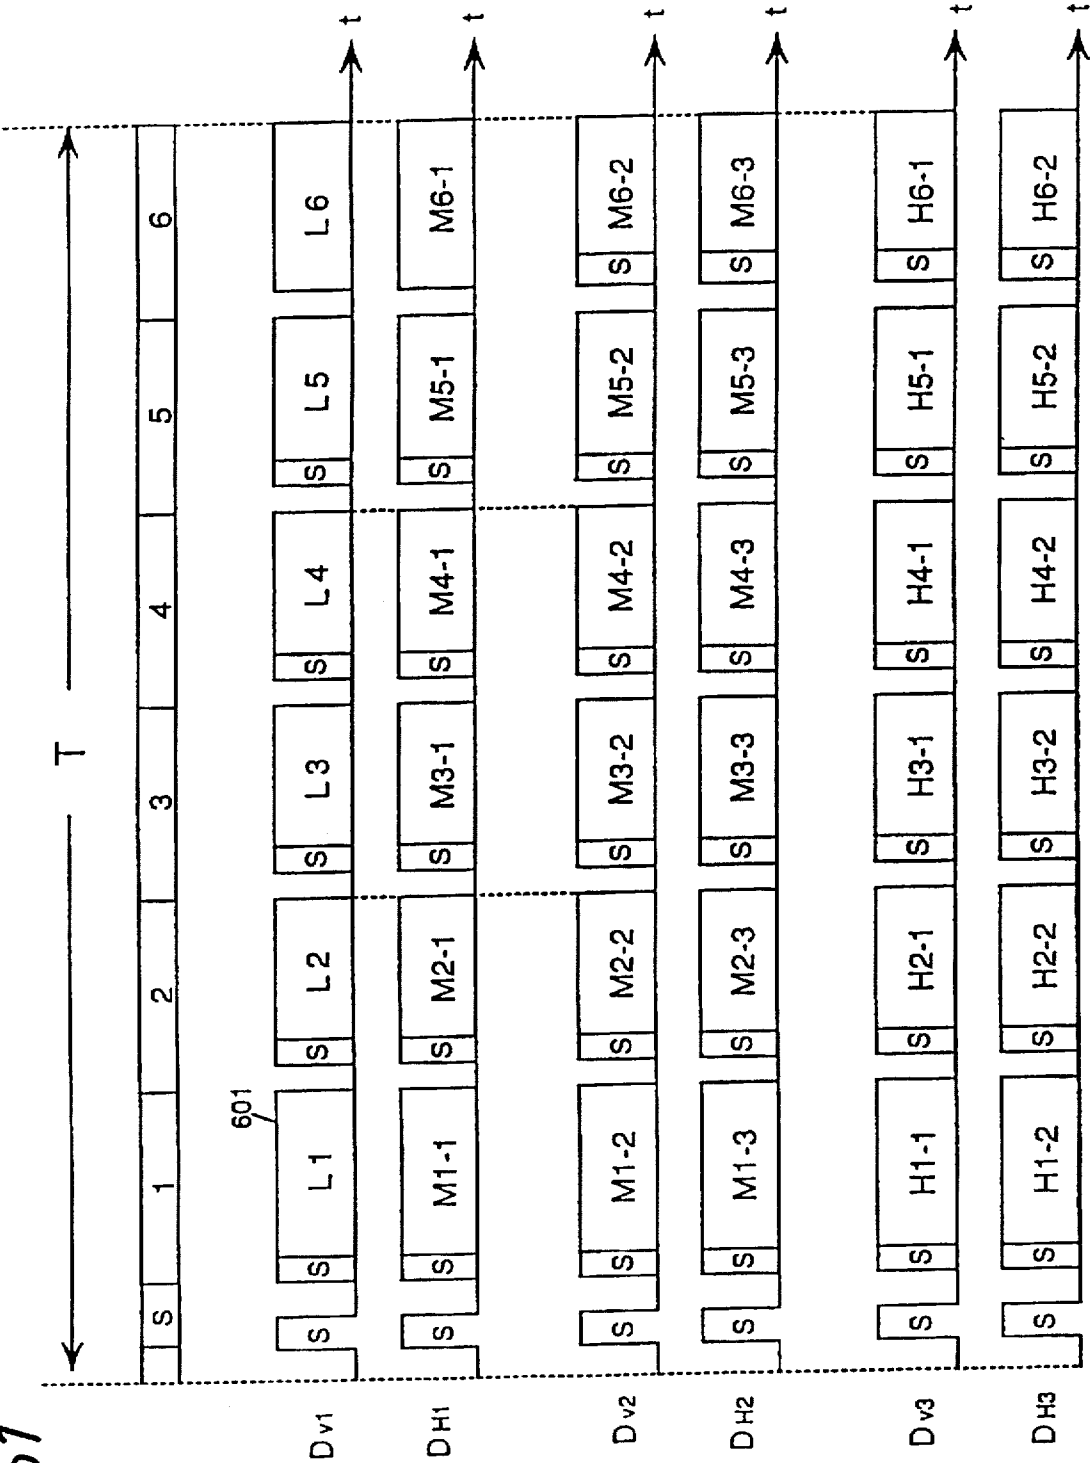 T
S 1 2 3 4 5 6
601
Dv1 S S L1 S L2 S L3 S L4 S L5 L6 t
DH1 S S M1-1 S M2-1 S M3-1 S M4-1 S M5-1 M6-1 t
Dv2 S S M1-2 S M2-2 S M3-2 S M4-2 S M5-2 S M6-2 t
DH2 S S M1-3 S M2-3 S M3-3 S M4-3 S M5-3 S M6-3 t
Dv3 S S H1-1 S H2-1 S H3-1 S H4-1 S H5-1 S H6-1 t
DH3 S S H1-2 S H2-2 S H3-2 S H4-2 S H5-2 S H6-2 t